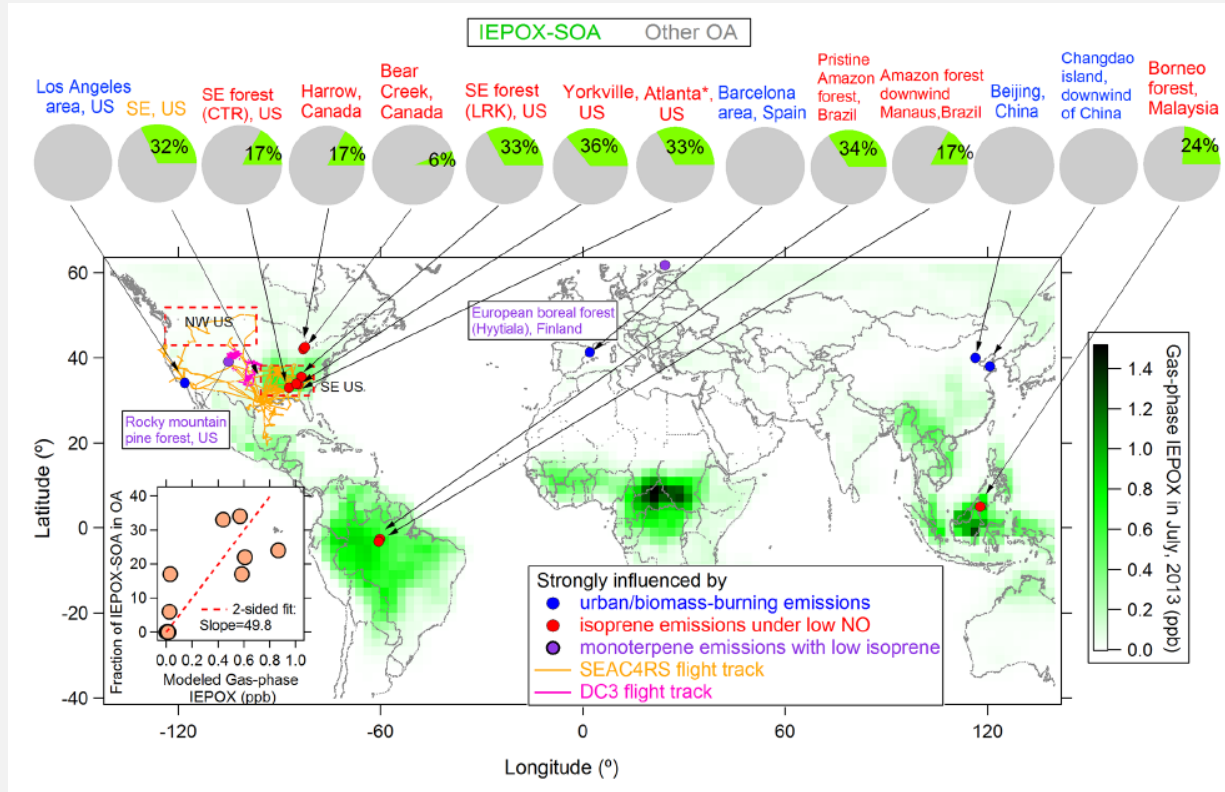 IEPOX-SOA Other OA
Los Angeles
area, US
SE, US
SE forest
(CTR), US
Harrow,
Canada
Bear
Creek,
Canada
SE forest
(LRK), US
Yorkville,
US
Atlanta*,
US
Barcelona
area, Spain
Pristine
Amazon
forest,
Brazil
Amazon forest
downwind
Manaus,Brazil
Beijing,
China
Changdao
island,
downwind
of China
Borneo
forest,
Malaysia
32%
17%
17%
6%
33%
36%
33%
34%
17%
24%
60
40
20
0
-20
-40
Latitude (º)
-120
-60
0
60
120
Longitude (º)
NW US
SE US
Rocky mountain
pine forest, US
European boreal forest
(Hyytiala), Finland
Fraction of IEPOX-SOA in OA
40
30
20
10
0
0.0 0.2 0.4 0.6 0.8 1.0
Modeled Gas-phase
IEPOX (ppb)
2-sided fit:
Slope=49.8
Strongly influenced by
urban/biomass-burning emissions
isoprene emissions under low NO
monoterpene emissions with low isoprene
SEAC4RS flight track
DC3 flight track
1.4
1.2
1.0
0.8
0.6
0.4
0.2
0.0
Gas-phase IEPOX in July, 2013 (ppb)